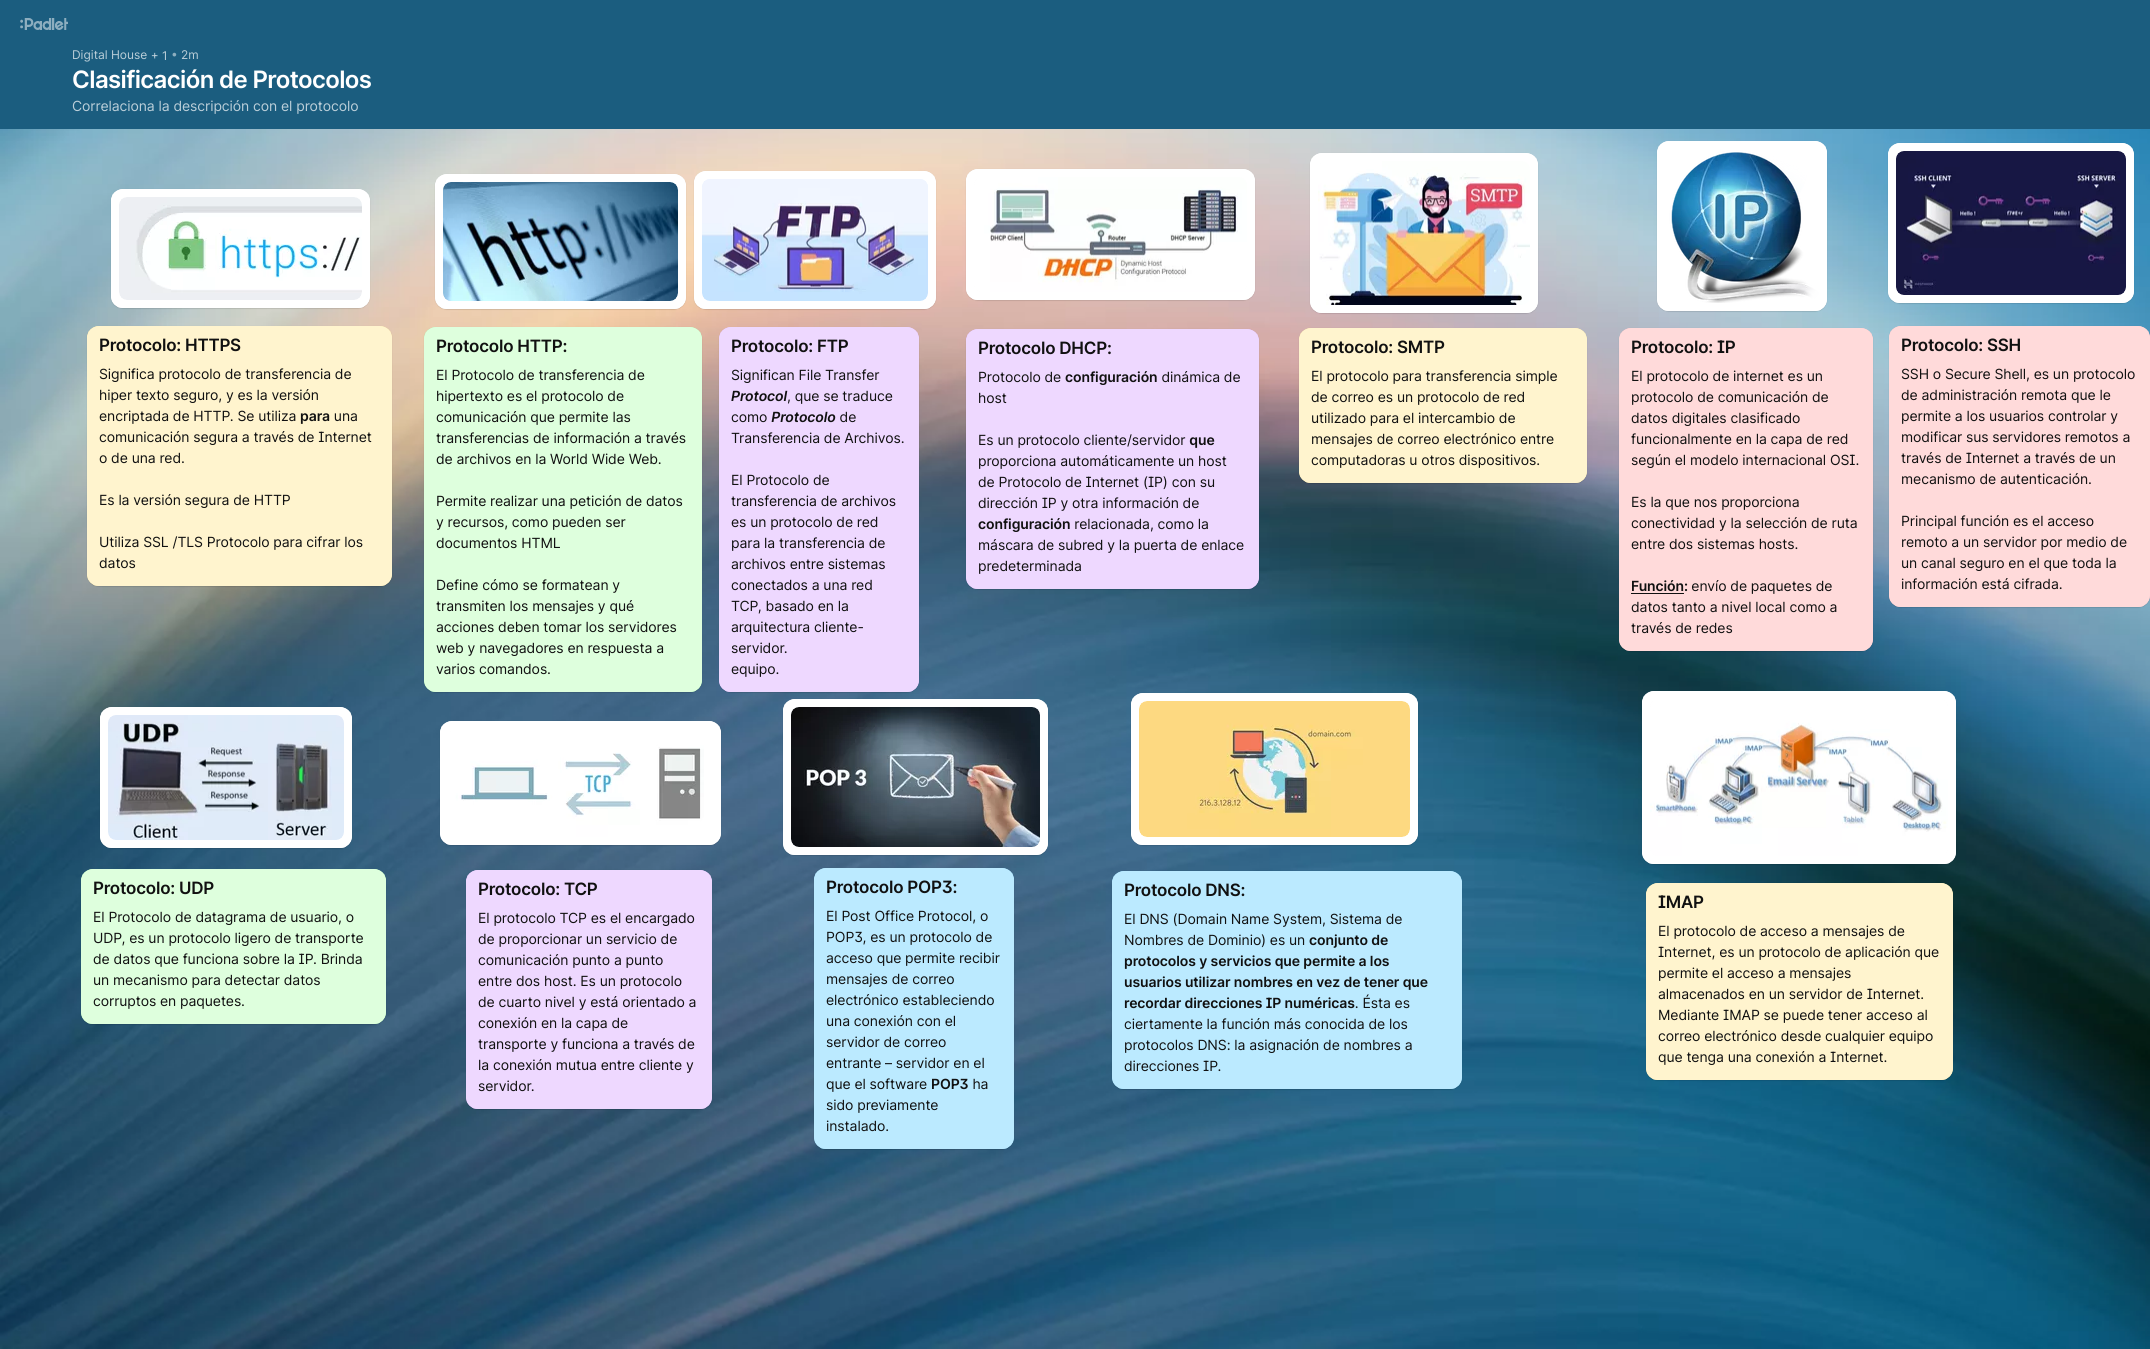 :Padlet
Digital House + 1 • 2m
Clasificación de Protocolos
Correlaciona la descripción con el protocolo
https://
Protocolo: HTTPS
Significa protocolo de transferencia de
hiper texto seguro, y es la versión
encriptada de HTTP. Se utiliza para una
comunicación segura a través de Internet
o de una red.
Es la versión segura de HTTP
Utiliza SSL /TLS Protocolo para cifrar los
datos
http://www
Protocolo HTTP:
El Protocolo de transferencia de
hipertexto es el protocolo de
comunicación que permite las
transferencias de información a través
de archivos en la World Wide Web.
Permite realizar una petición de datos
y recursos, como pueden ser
documentos HTML
Define cómo se formatean y
transmiten los mensajes y qué
acciones deben tomar los servidores
web y navegadores en respuesta a
varios comandos.
FTP
Protocolo: FTP
Significan File Transfer
Protocol, que se traduce
como Protocolo de
Transferencia de Archivos.
El Protocolo de
transferencia de archivos
es un protocolo de red
para la transferencia de
archivos entre sistemas
conectados a una red
TCP, basado en la
arquitectura cliente-
servidor.
equipo.
DHCP Client
Router
DHCP Server
DHCP
Dynamic Host
Configuration Protocol
Protocolo DHCP:
Protocolo de configuración dinámica de
host
Es un protocolo cliente/servidor que
proporciona automáticamente un host
de Protocolo de Internet (IP) con su
dirección IP y otra información de
configuración relacionada, como la
máscara de subred y la puerta de enlace
predeterminada
SMTP
Protocolo: SMTP
El protocolo para transferencia simple
de correo es un protocolo de red
utilizado para el intercambio de
mensajes de correo electrónico entre
computadoras u otros dispositivos.
IP
Protocolo: IP
El protocolo de internet es un
protocolo de comunicación de
datos digitales clasificado
funcionalmente en la capa de red
según el modelo internacional OSI.
Es la que nos proporciona
conectividad y la selección de ruta
entre dos sistemas hosts.
Función: envío de paquetes de
datos tanto a nivel local como a
través de redes
SSH CLIENT
SSH SERVER
Hello !
Hello !
Protocolo: SSH
SSH o Secure Shell, es un protocolo
de administración remota que le
permite a los usuarios controlar y
modificar sus servidores remotos a
través de Internet a través de un
mecanismo de autenticación.
Principal función es el acceso
remoto a un servidor por medio de
un canal seguro en el que toda la
información está cifrada.
UDP
Request
Response
Response
Client
Server
Protocolo: UDP
El Protocolo de datagrama de usuario, o
UDP, es un protocolo ligero de transporte
de datos que funciona sobre la IP. Brinda
un mecanismo para detectar datos
corruptos en paquetes.
TCP
Protocolo: TCP
El protocolo TCP es el encargado
de proporcionar un servicio de
comunicación punto a punto
entre dos host. Es un protocolo
de cuarto nivel y está orientado a
conexión en la capa de
transporte y funciona a través de
la conexión mutua entre cliente y
servidor.
POP 3
Protocolo POP3:
El Post Office Protocol, o
POP3, es un protocolo de
acceso que permite recibir
mensajes de correo
electrónico estableciendo
una conexión con el
servidor de correo
entrante – servidor en el
que el software POP3 ha
sido previamente
instalado.
domain.com
216.3.128.12
Protocolo DNS:
El DNS (Domain Name System, Sistema de
Nombres de Dominio) es un conjunto de
protocolos y servicios que permite a los
usuarios utilizar nombres en vez de tener que
recordar direcciones IP numéricas. Ésta es
ciertamente la función más conocida de los
protocolos DNS: la asignación de nombres a
direcciones IP.
IMAP
IMAP
IMAP
IMAP
Email Server
SmartPhone
Desktop PC
Tablet
Desktop PC
IMAP
El protocolo de acceso a mensajes de
Internet, es un protocolo de aplicación que
permite el acceso a mensajes
almacenados en un servidor de Internet.
Mediante IMAP se puede tener acceso al
correo electrónico desde cualquier equipo
que tenga una conexión a Internet.